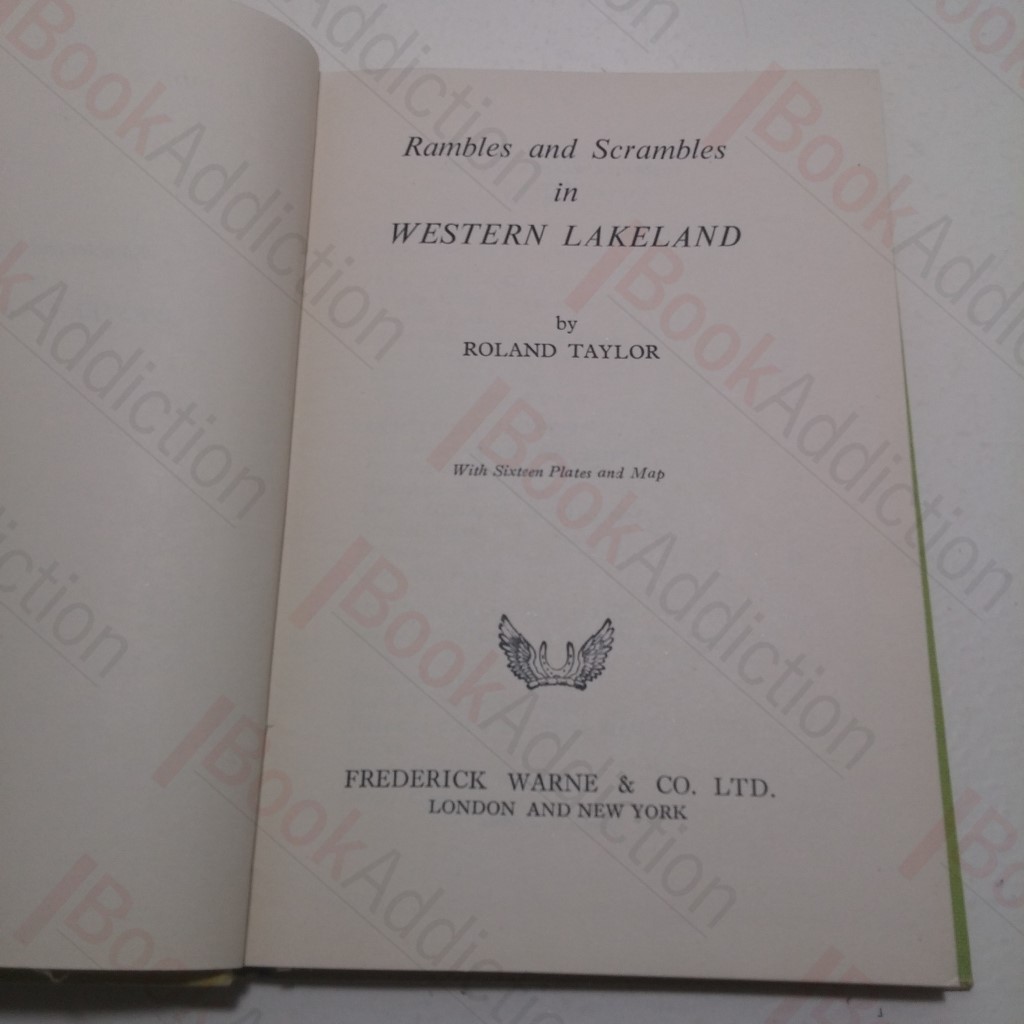 Rambles and Scrambles
in
WESTERN LAKELAND
by
ROLAND TAYLOR
With Sixteen Plates and Map
FREDERICK WARNE & CO. LTD.
LONDON AND NEW YORK
BookAddiction